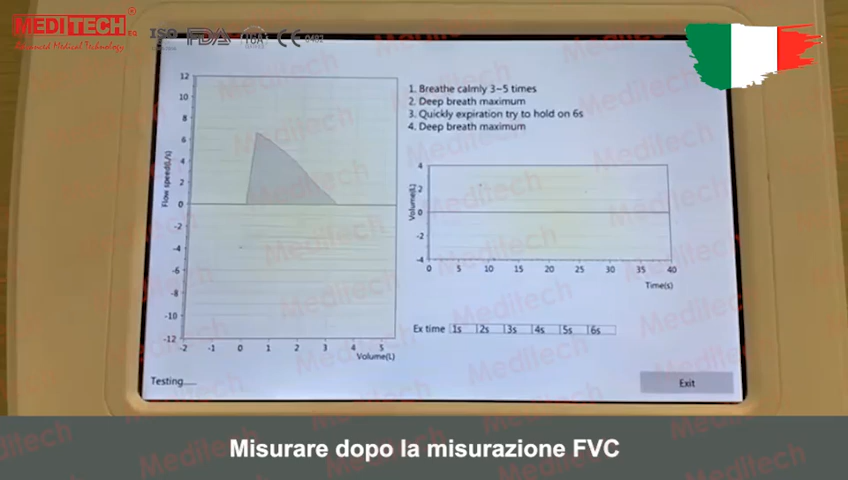 MEDITECH
Advanced Medical Technology
ISO
FDA
TGA
CE 0482
1. Breathe calmly 3~5 times
2. Deep breath maximum
3. Quickly expiration try to hold on 6s
4. Deep breath maximum
Flow speed(L/s)
12
10
8
6
4
2
0
-2
-4
-6
-8
-10
-12
-2 -1 0 1 2 3 4 5
Volume(L)
Volume(L)
4
2
0
-2
-4
0 5 10 15 20 25 30 35 40
Time(s)
Ex time 1s 2s 3s 4s 5s 6s
Testing....
Exit
Misurare dopo la misurazione FVC